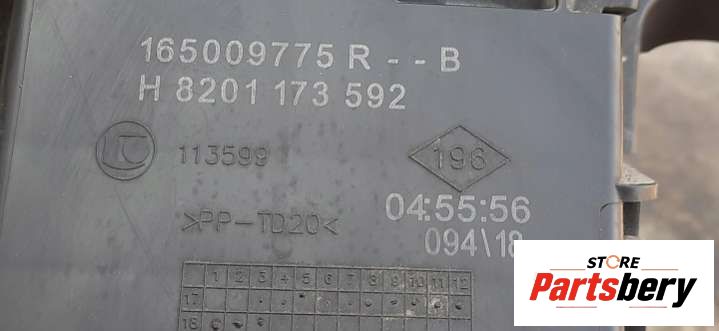 165009775 R - - B
H 8201 173 592
113599
196
>PP-TD20<
04:55:56
094\18
1 2 3 4 5 6 7 8 9 10 11 12
17
18
STORE
Partsbery